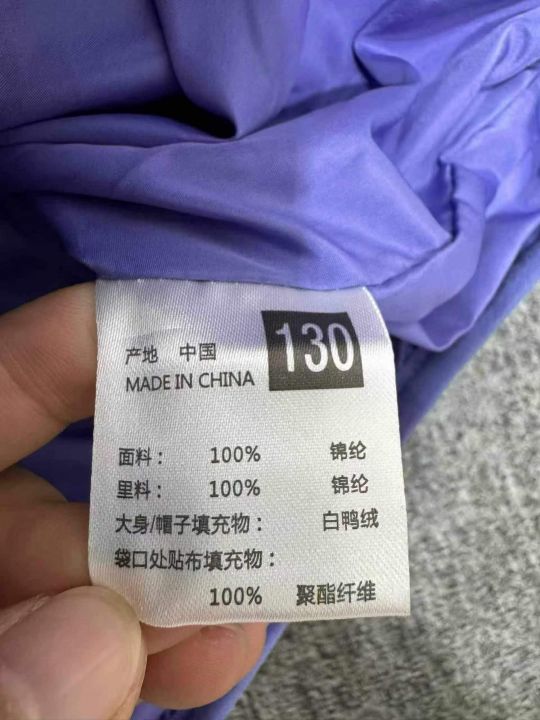 130
产地 中国
MADE IN CHINA
面料： 100% 锦纶
里料： 100% 锦纶
大身/帽子填充物： 白鸭绒
袋口处贴布填充物：
100% 聚酯纤维